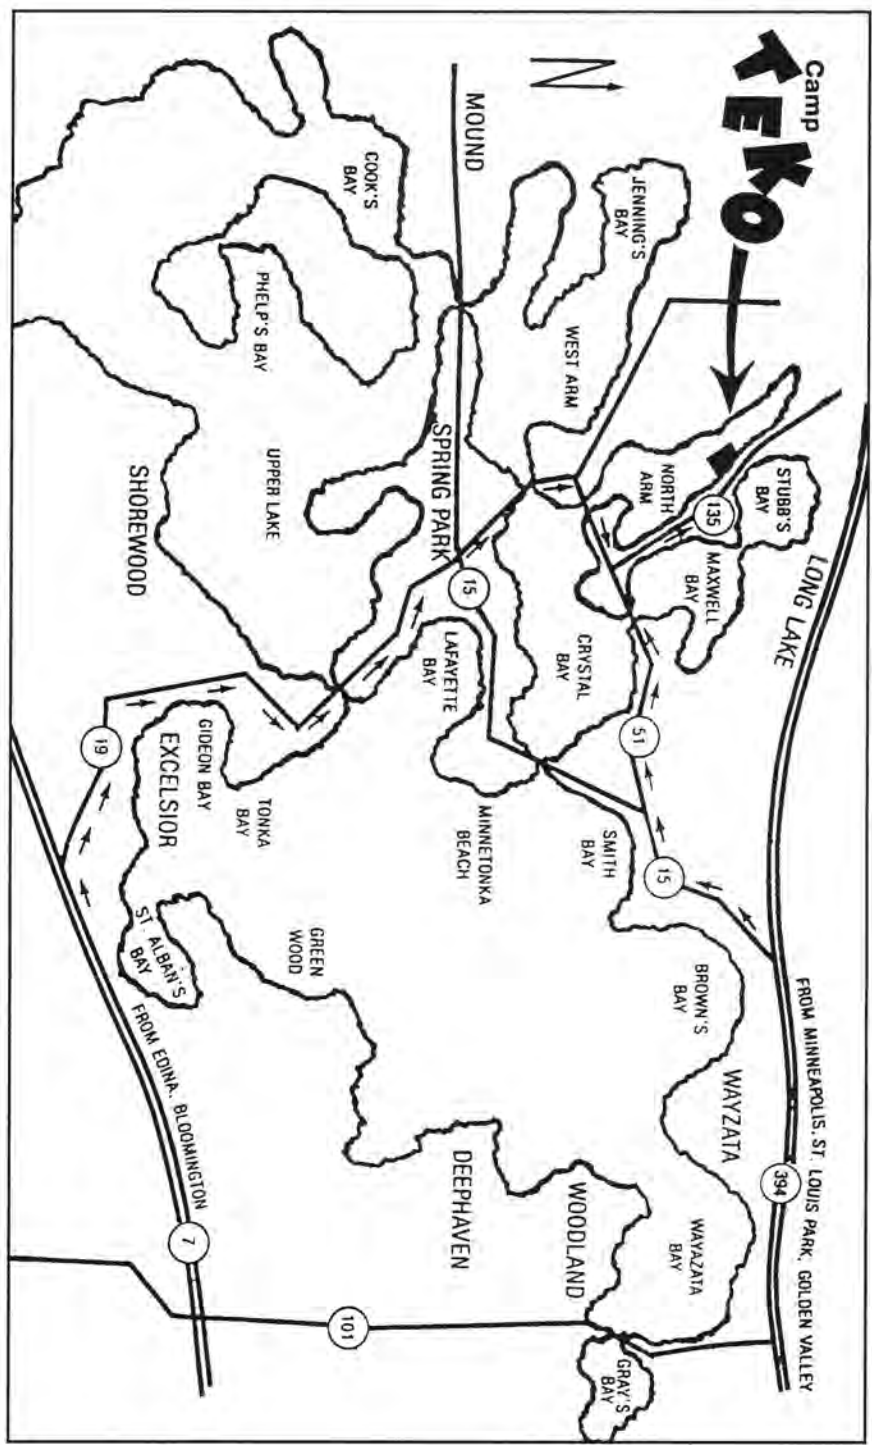 Camp
TEKO
N
MOUND
COOK'S
BAY
JENNING'S
BAY
PHELP'S BAY
WEST ARM
UPPER LAKE
SHOREWOOD
SPRING PARK
NORTH
ARM
STUBB'S
BAY
135
MAXWELL
BAY
LONG LAKE
15
LAFAYETTE
BAY
CRYSTAL
BAY
51
19
GIDEON BAY
EXCELSIOR
TONKA
BAY
MINNETONKA
BEACH
SMITH
BAY
15
ST. ALBAN'S
BAY
GREEN
WOOD
BROWN'S
BAY
WAYZATA
FROM MINNEAPOLIS, ST. LOUIS PARK, GOLDEN VALLEY
394
FROM EDINA, BLOOMINGTON
7
DEEPHAVEN
WOODLAND
WAYAZATA
BAY
101
GRAY'S
BAY